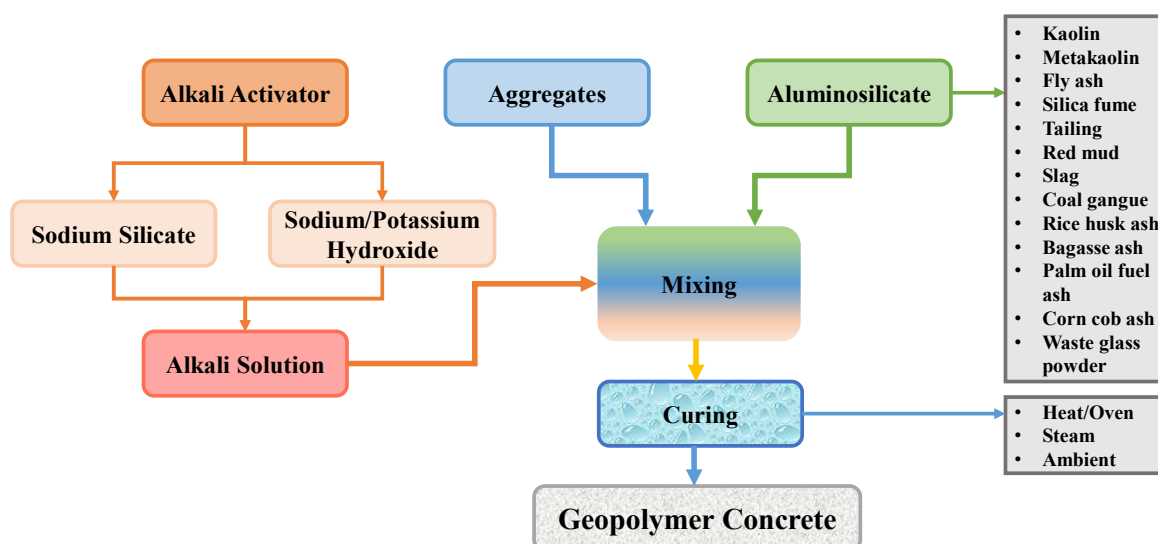 Alkali Activator
Aggregates
Aluminosilicate
• Kaolin
• Metakaolin
• Fly ash
• Silica fume
• Tailing
• Red mud
• Slag
• Coal gangue
• Rice husk ash
• Bagasse ash
• Palm oil fuel
ash
• Corn cob ash
• Waste glass
powder
Sodium Silicate
Sodium/Potassium
Hydroxide
Mixing
Alkali Solution
Curing
• Heat/Oven
• Steam
• Ambient
Geopolymer Concrete